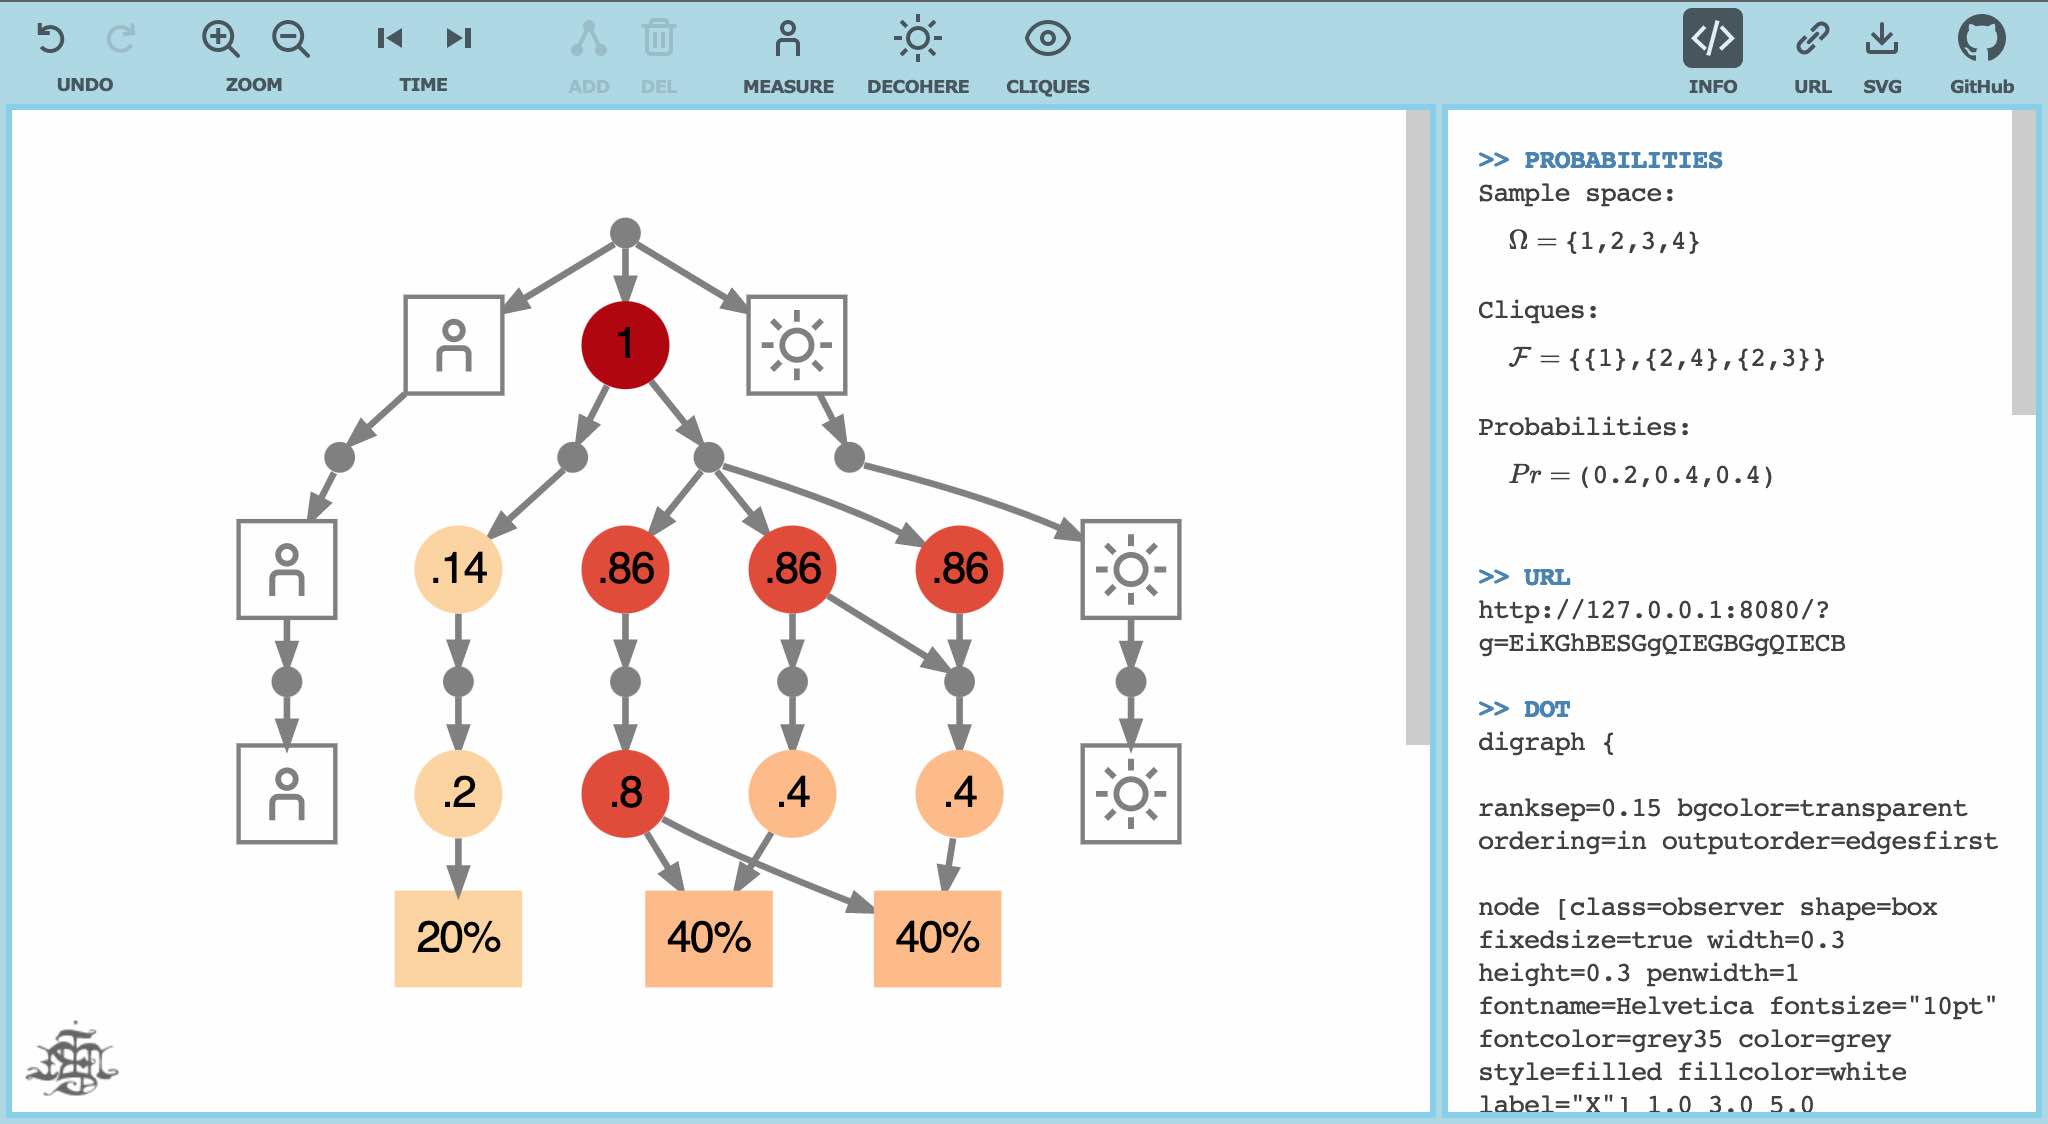 UNDO
ZOOM
TIME
ADD
DEL
MEASURE
DECOHERE
CLIQUES
INFO
URL
SVG
GitHub
1
.14
.86
.86
.86
.2
.8
.4
.4
20%
40%
40%
>> PROBABILITIES
Sample space:
Ω = {1,2,3,4}
Cliques:
ℱ = {{1},{2,4},{2,3}}
Probabilities:
Pr = (0.2,0.4,0.4)
>> URL
http://127.0.0.1:8080/?
g=EiKGhBESGgQIEGBGgQIECB
>> DOT
digraph {
ranksep=0.15 bgcolor=transparent
ordering=in outputorder=edgesfirst
node [class=observer shape=box
fixedsize=true width=0.3
height=0.3 penwidth=1
fontname=Helvetica fontsize="10pt"
fontcolor=grey35 color=grey
style=filled fillcolor=white
label="X"] 1.0 3.0 5.0